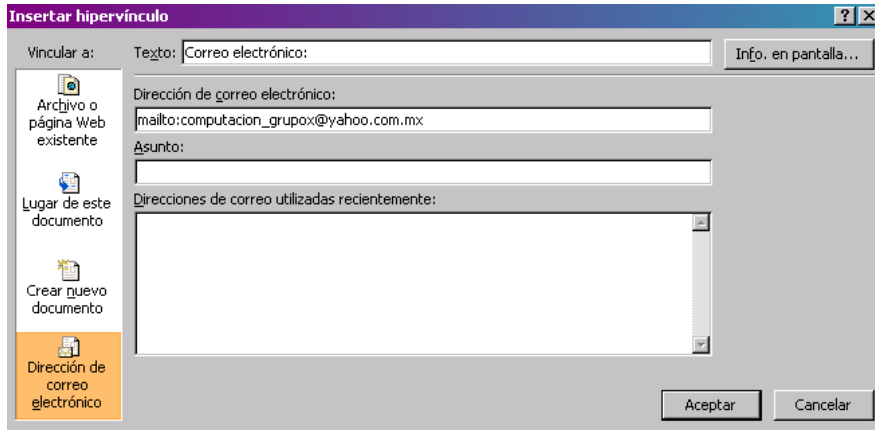 Insertar hipervínculo
Vincular a:
Texto: Correo electrónico:
Info. en pantalla...
Archivo o
página Web
existente
Lugar de este
documento
Crear nuevo
documento
Dirección de
correo
electrónico
Dirección de correo electrónico:
mailto:computacion_grupox@yahoo.com.mx
Asunto:
Direcciones de correo utilizadas recientemente:
Aceptar
Cancelar